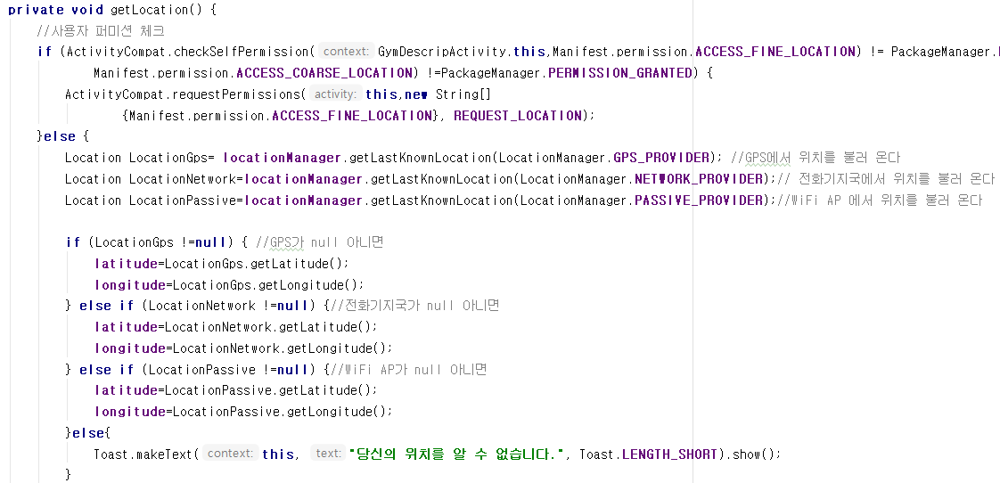 private void getLocation() {
//사용자 퍼미션 체크
if (ActivityCompat.checkSelfPermission( context: GymDescripActivity.this,Manifest.permission.ACCESS_FINE_LOCATION) != PackageManager.
Manifest.permission.ACCESS_COARSE_LOCATION) !=PackageManager.PERMISSION_GRANTED) {
ActivityCompat.requestPermissions( activity: this,new String[]
{Manifest.permission.ACCESS_FINE_LOCATION}, REQUEST_LOCATION);
}else {
Location LocationGps= locationManager.getLastKnownLocation(LocationManager.GPS_PROVIDER); //GPS에서 위치를 불러 온다
Location LocationNetwork=locationManager.getLastKnownLocation(LocationManager.NETWORK_PROVIDER);// 전화기지국에서 위치를 불러 온다
Location LocationPassive=locationManager.getLastKnownLocation(LocationManager.PASSIVE_PROVIDER);//WiFi AP 에서 위치를 불러 온다
if (LocationGps !=null) { //GPS가 null 아니면
latitude=LocationGps.getLatitude();
longitude=LocationGps.getLongitude();
} else if (LocationNetwork !=null) {//전화기지국가 null 아니면
latitude=LocationNetwork.getLatitude();
longitude=LocationNetwork.getLongitude();
} else if (LocationPassive !=null) {//WiFi AP가 null 아니면
latitude=LocationPassive.getLatitude();
longitude=LocationPassive.getLongitude();
}else{
Toast.makeText( context: this, text: "당신의 위치를 알 수 없습니다.", Toast.LENGTH_SHORT).show();
}